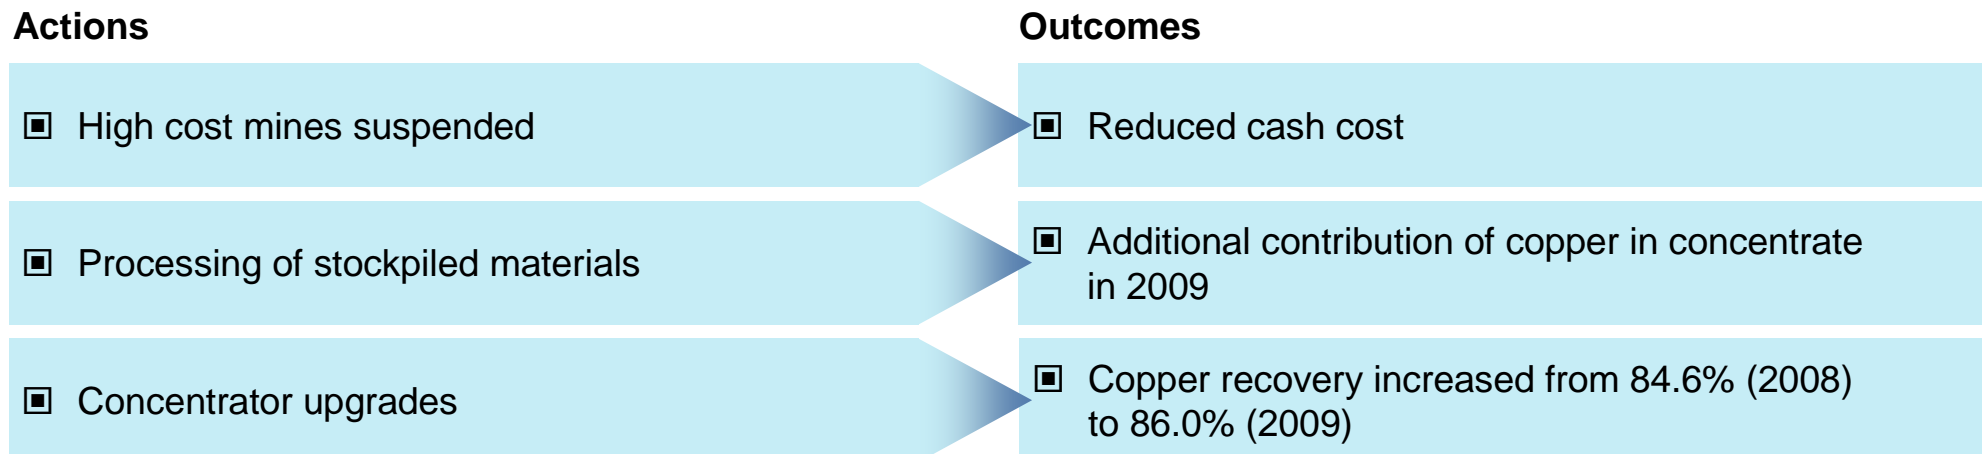 Actions
Outcomes
High cost mines suspended
Reduced cash cost
Processing of stockpiled materials
Additional contribution of copper in concentrate
in 2009
Concentrator upgrades
Copper recovery increased from 84.6% (2008)
to 86.0% (2009)